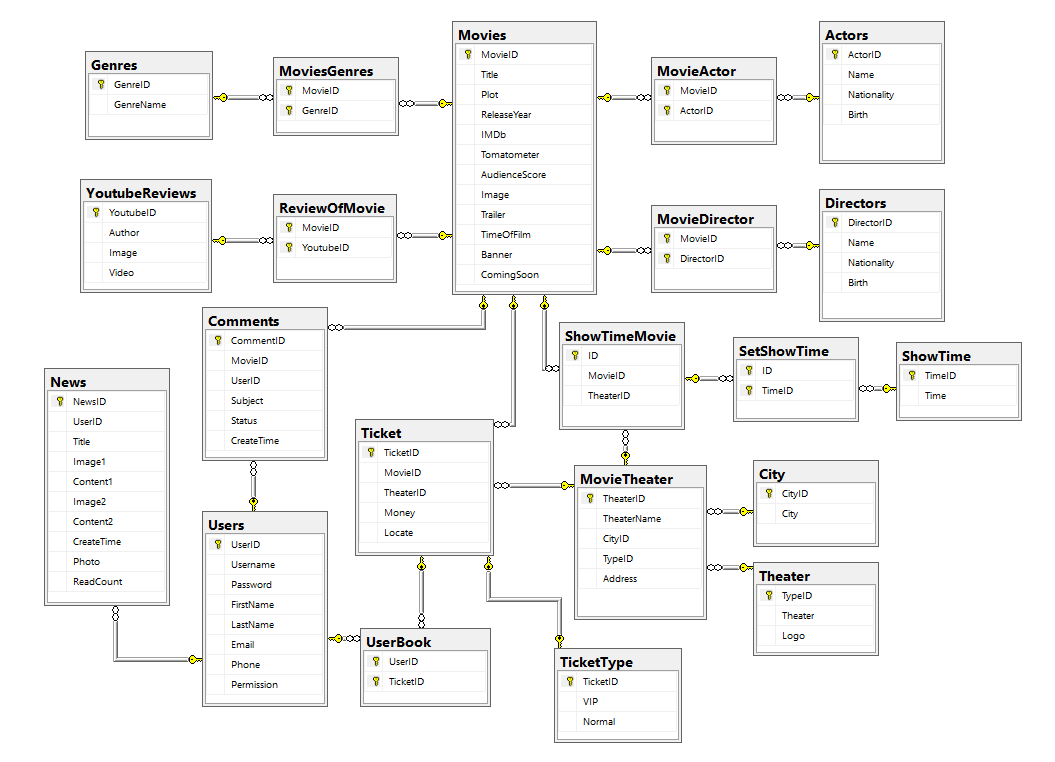 Genres
GenreID
GenreName
MoviesGenres
MovieID
GenreID
Movies
MovieID
Title
Plot
ReleaseYear
IMDb
Tomatometer
AudienceScore
Image
Trailer
TimeOfFilm
Banner
ComingSoon
MovieActor
MovieID
ActorID
Actors
ActorID
Name
Nationality
Birth
YoutubeReviews
YoutubeID
Author
Image
Video
ReviewOfMovie
MovieID
YoutubeID
MovieDirector
MovieID
DirectorID
Directors
DirectorID
Name
Nationality
Birth
Comments
CommentID
MovieID
UserID
Subject
Status
CreateTime
ShowTimeMovie
ID
MovieID
TheaterID
SetShowTime
ID
TimeID
ShowTime
TimeID
Time
News
NewsID
UserID
Title
Image1
Content1
Image2
Content2
CreateTime
Photo
ReadCount
Ticket
TicketID
MovieID
TheaterID
Money
Locate
MovieTheater
TheaterID
TheaterName
CityID
TypeID
Address
City
CityID
City
Users
UserID
Username
Password
FirstName
LastName
Email
Phone
Permission
Theater
TypeID
Theater
Logo
UserBook
UserID
TicketID
TicketType
TicketID
VIP
Normal